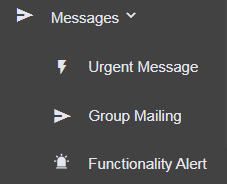 Messages
Urgent Message
Group Mailing
Functionality Alert